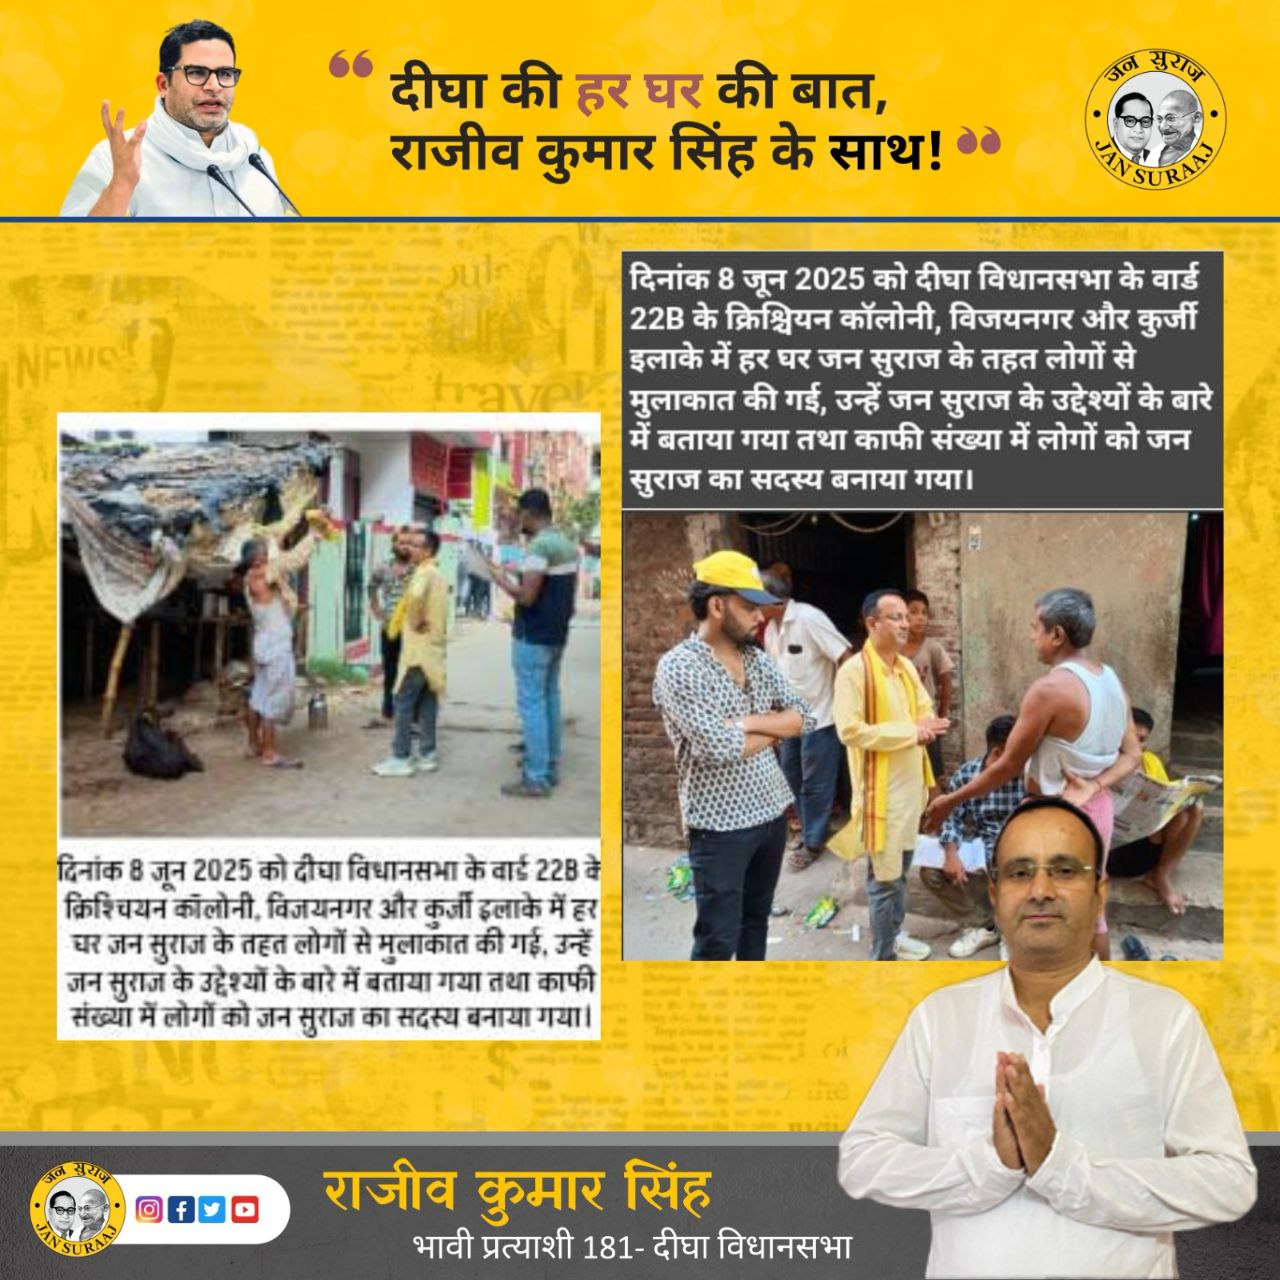 “ दीघा की हर घर की बात,
राजीव कुमार सिंह के साथ! ”
जन सुराज
JAN SURAAJ
दिनांक 8 जून 2025 को दीघा विधानसभा के वार्ड
22B के क्रिश्चियन कॉलोनी, विजयनगर और कुर्जी
इलाके में हर घर जन सुराज के तहत लोगों से
मुलाकात की गई, उन्हें जन सुराज के उद्देश्यों के बारे
में बताया गया तथा काफी संख्या में लोगों को जन
सुराज का सदस्य बनाया गया।
दिनांक 8 जून 2025 को दीघा विधानसभा के वार्ड 22B के
क्रिश्चियन कॉलोनी, विजयनगर और कुर्जी इलाके में हर
घर जन सुराज के तहत लोगों से मुलाकात की गई, उन्हें
जन सुराज के उद्देश्यों के बारे में बताया गया तथा काफी
संख्या में लोगों को जन सुराज का सदस्य बनाया गया।
जन सुराज
JAN SURAAJ
राजीव कुमार सिंह
भावी प्रत्याशी 181- दीघा विधानसभा